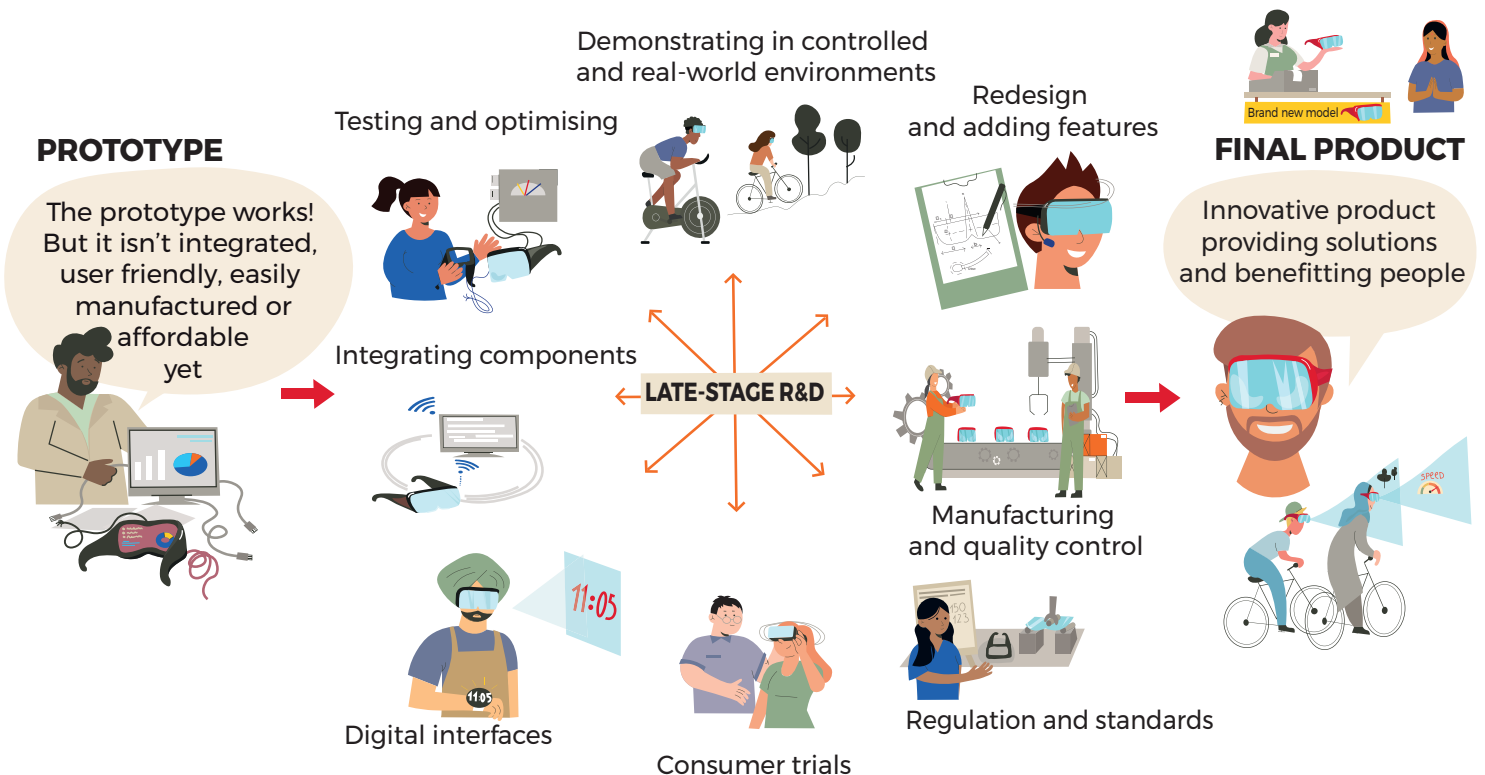 PROTOTYPE
The prototype works!
But it isn’t integrated,
user friendly, easily
manufactured or
affordable
yet
Testing and optimising
Demonstrating in controlled
and real-world environments
Redesign
and adding features
Integrating components
LATE-STAGE R&D
Manufacturing
and quality control
11:05
11:05
Digital interfaces
Consumer trials
150
123
Regulation and standards
Brand new model
FINAL PRODUCT
Innovative product
providing solutions
and benefitting people
SPEED